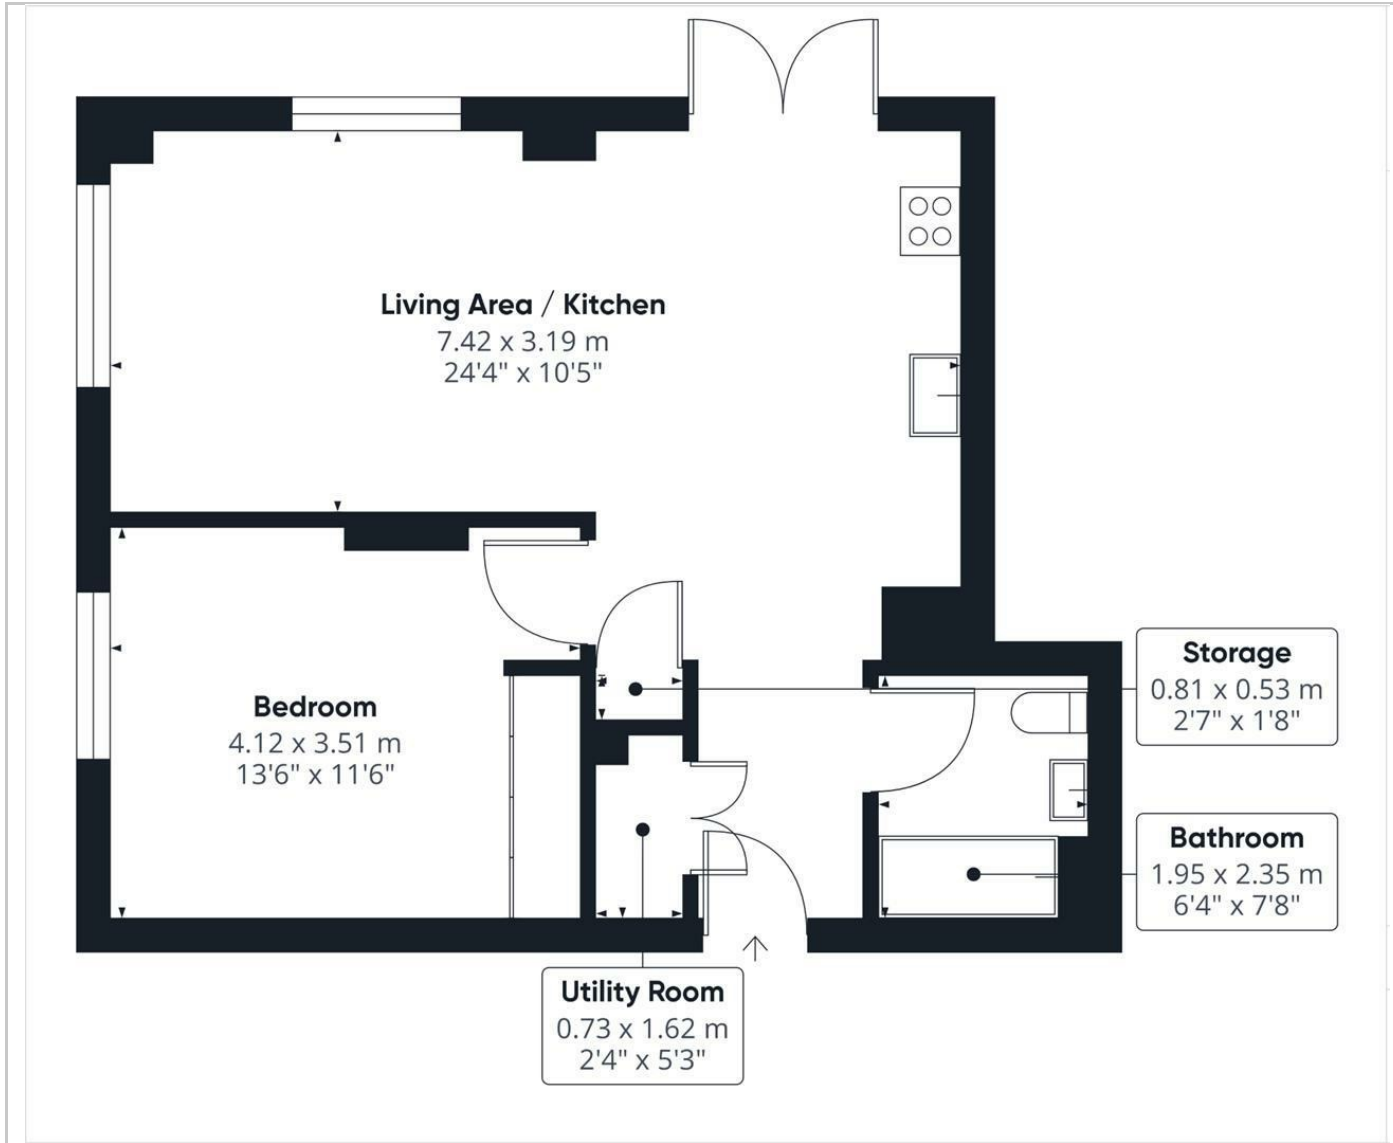 Living Area / Kitchen
7.42 x 3.19 m
24'4" x 10'5"
Bedroom
4.12 x 3.51 m
13'6" x 11'6"
Storage
0.81 x 0.53 m
2'7" x 1'8"
Bathroom
1.95 x 2.35 m
6'4" x 7'8"
Utility Room
0.73 x 1.62 m
2'4" x 5'3"